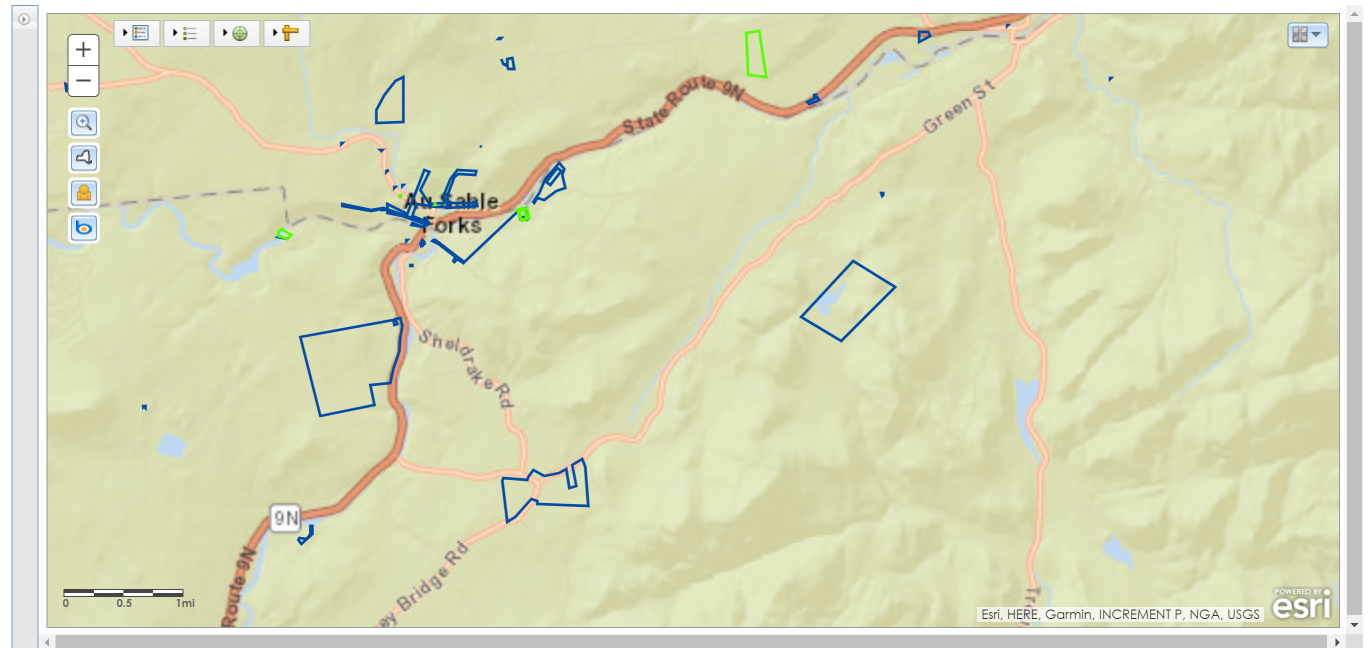 +
−
State Route 9N
Green St
Au Sable
Forks
Sheldrake Rd
9N
Route 9N
ey Bridge Rd
0 0.5 1mi
Esri, HERE, Garmin, INCREMENT P, NGA, USGS
POWERED BY
esri